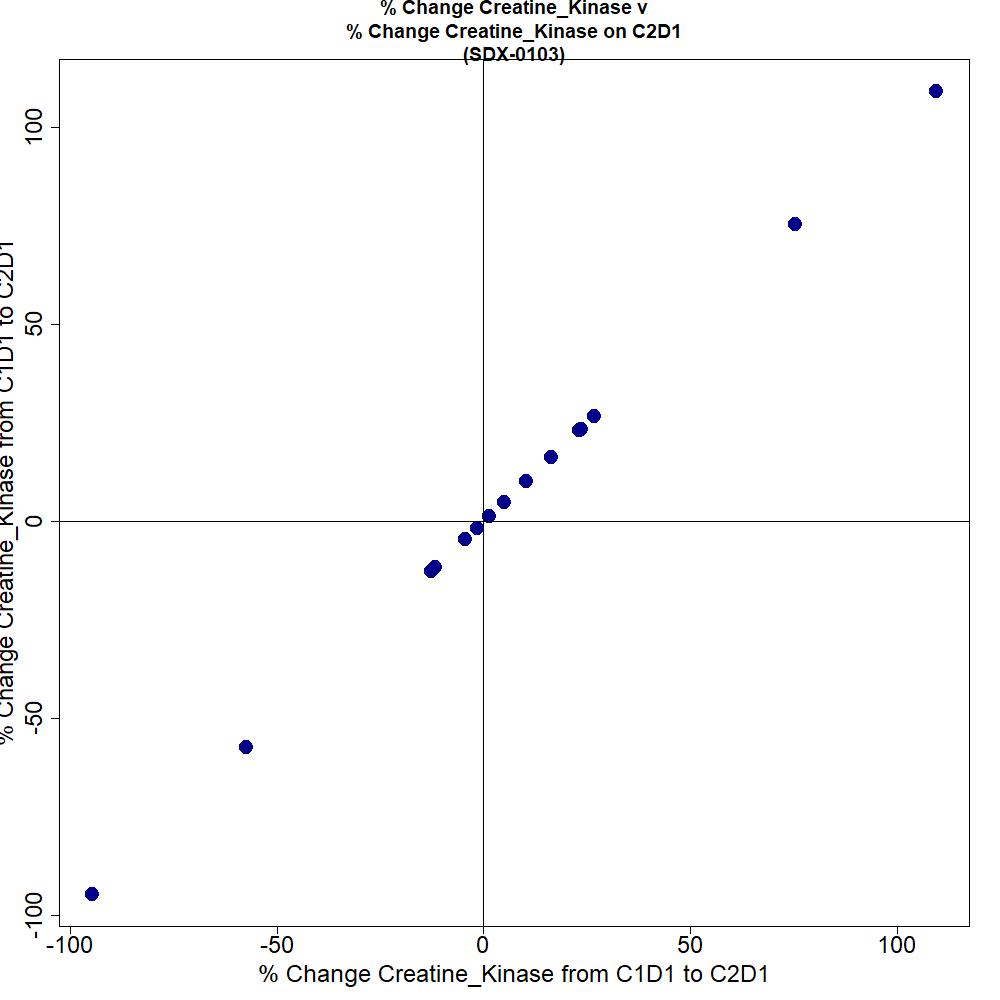 % Change Creatine_Kinase v
% Change Creatine_Kinase on C2D1
(SDX-0103)
% Change Creatine_Kinase from C1D1 to C2D1
100
50
0
-50
-100
-100
-50
0
50
100
% Change Creatine_Kinase from C1D1 to C2D1